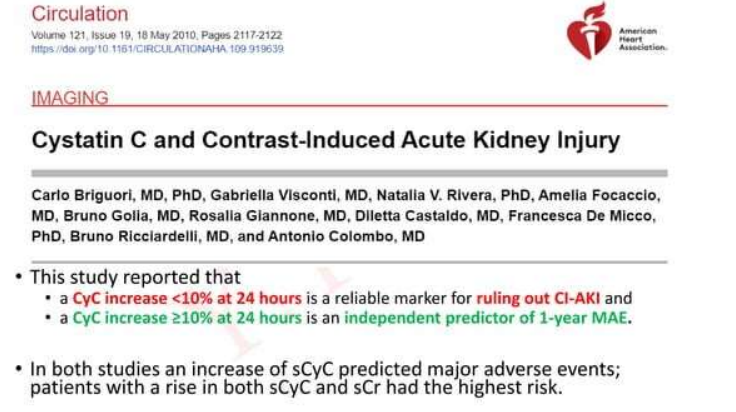 Circulation
Volume 121, Issue 19, 18 May 2010, Pages 2117-2122
https://doi.org/10.1161/CIRCULATIONAHA.109.919639
American
Heart
Association.
IMAGING
Cystatin C and Contrast-Induced Acute Kidney Injury
Carlo Briguori, MD, PhD, Gabriella Visconti, MD, Natalia V. Rivera, PhD, Amelia Focaccio,
MD, Bruno Golia, MD, Rosalia Giannone, MD, Diletta Castaldo, MD, Francesca De Micco,
PhD, Bruno Ricciardelli, MD, and Antonio Colombo, MD
• This study reported that
• a CyC increase <10% at 24 hours is a reliable marker for ruling out CI-AKI and
• a CyC increase ≥10% at 24 hours is an independent predictor of 1-year MAE.
• In both studies an increase of sCyC predicted major adverse events;
patients with a rise in both sCyC and sCr had the highest risk.